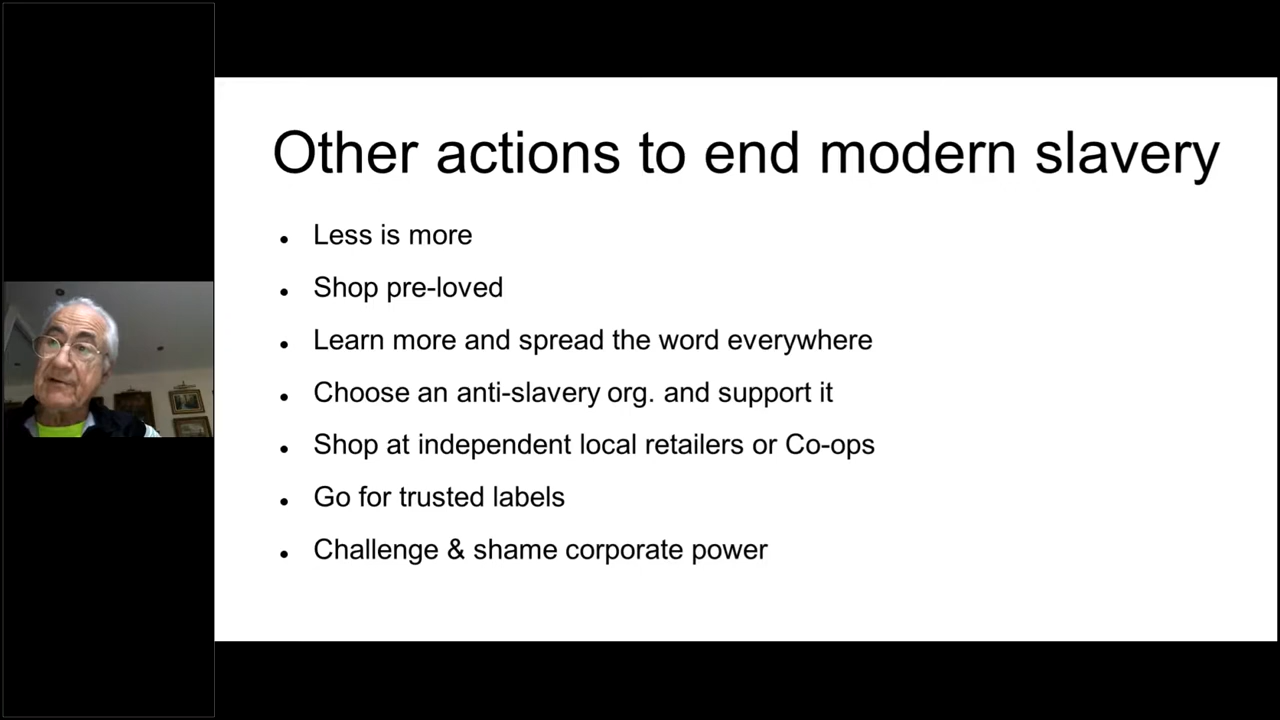 Other actions to end modern slavery
Less is more
Shop pre-loved
Learn more and spread the word everywhere
Choose an anti-slavery org. and support it
Shop at independent local retailers or Co-ops
Go for trusted labels
Challenge & shame corporate power